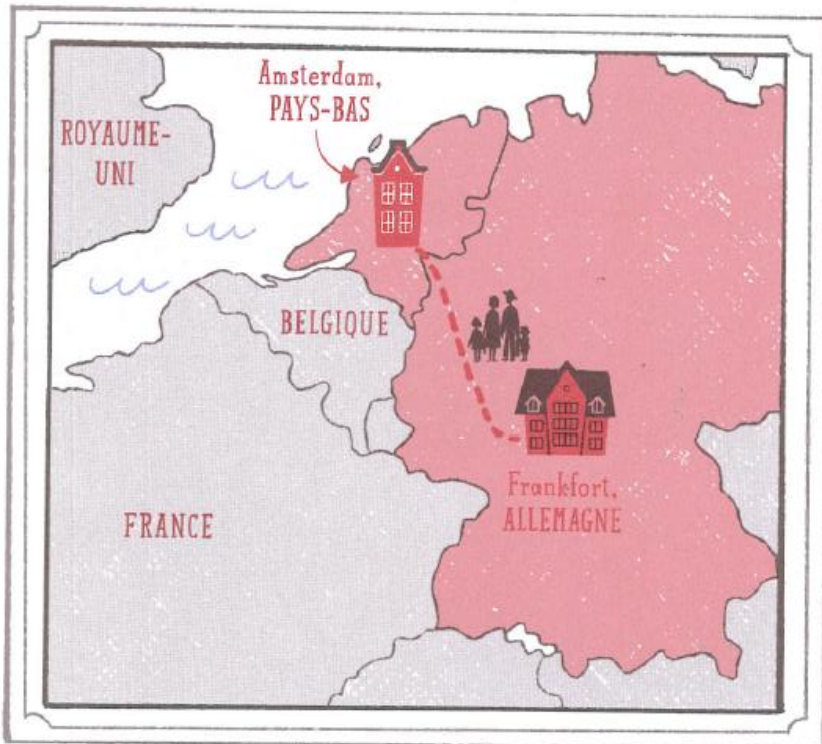 Amsterdam,
PAYS-BAS
ROYAUME-
UNI
BELGIQUE
Frankfort,
ALLEMAGNE
FRANCE